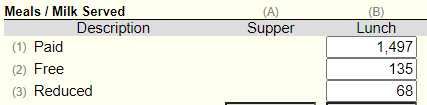 Meals / Milk Served (A) (B)
Description Supper Lunch
(1) Paid 1,497
(2) Free 135
(3) Reduced 68